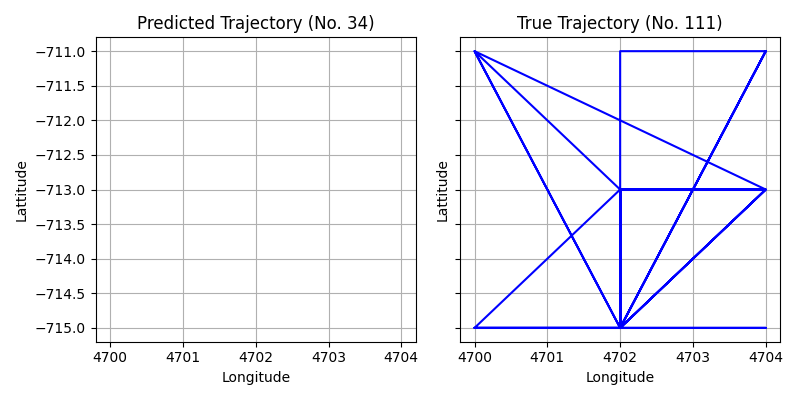 Predicted Trajectory (No. 34)
Lattitude
−711.0
−711.5
−712.0
−712.5
−713.0
−713.5
−714.0
−714.5
−715.0
4700 4701 4702 4703 4704
Longitude
True Trajectory (No. 111)
Lattitude
4700 4701 4702 4703 4704
Longitude